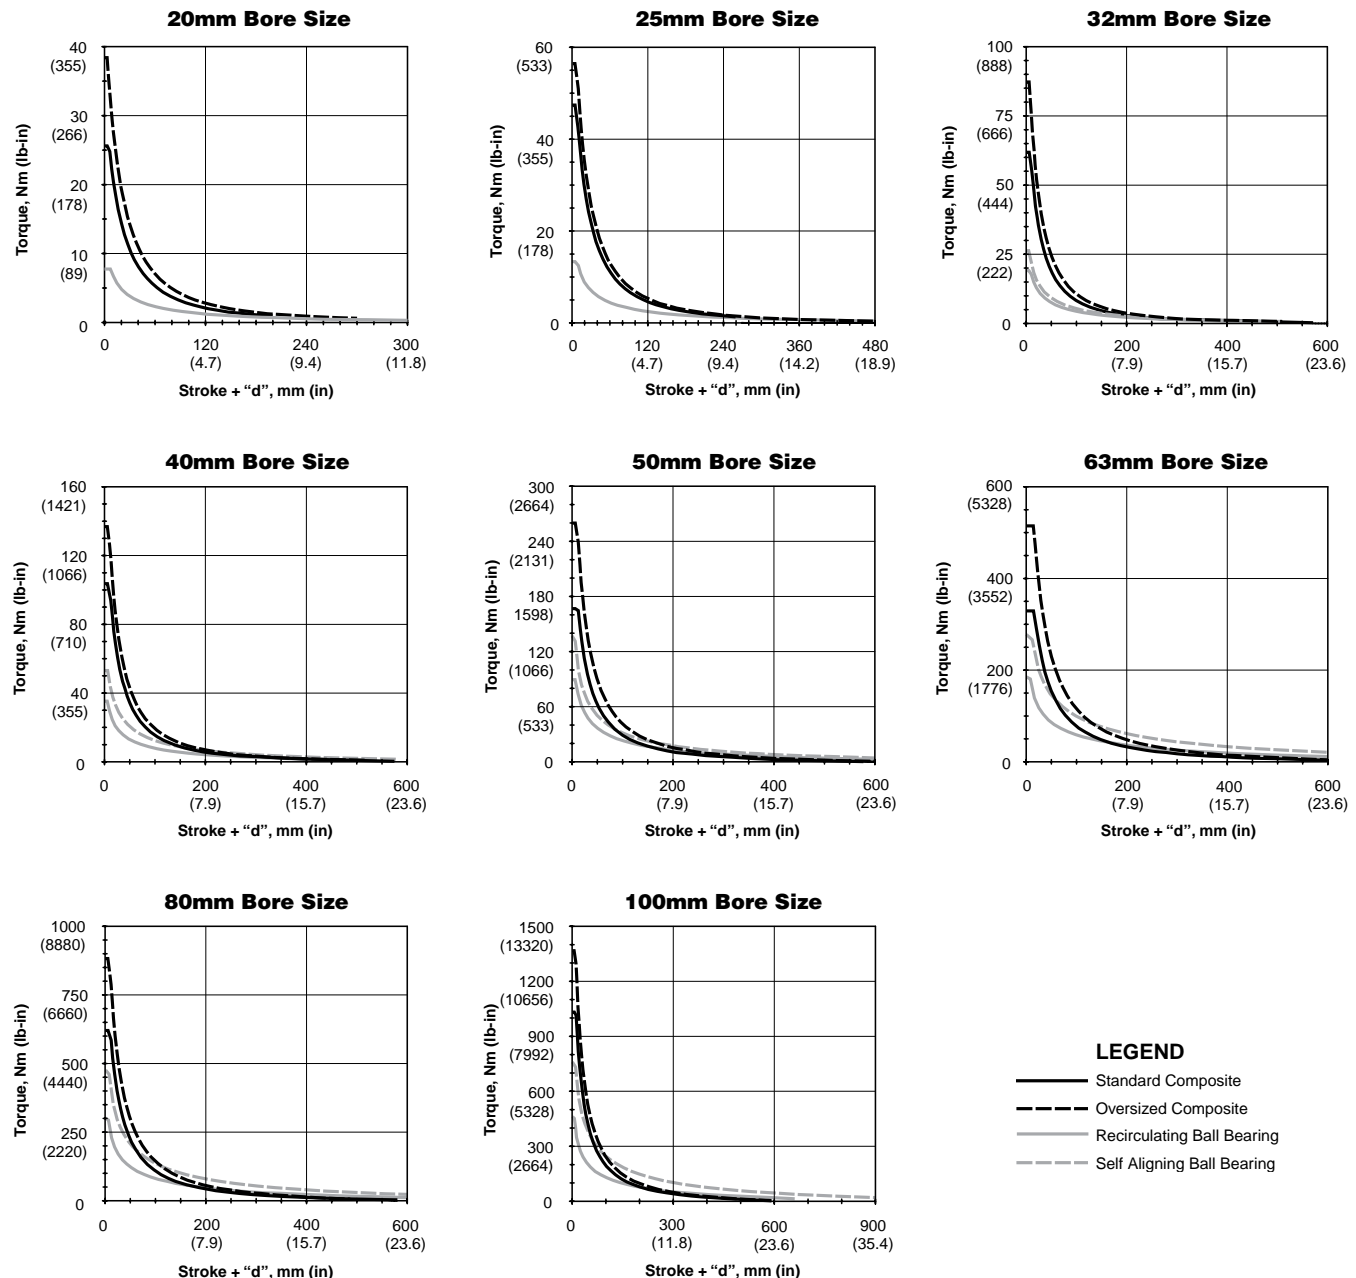 20mm Bore Size
40
(355)
30
(266)
20
(178)
10
(89)
0
Torque, Nm (lb-in)
0 120 240 300
(4.7) (9.4) (11.8)
Stroke + “d”, mm (in)
25mm Bore Size
60
(533)
40
(355)
20
(178)
0
Torque, Nm (lb-in)
0 120 240 360 480
(4.7) (9.4) (14.2) (18.9)
Stroke + “d”, mm (in)
32mm Bore Size
100
(888)
75
(666)
50
(444)
25
(222)
0
Torque, Nm (lb-in)
0 200 400 600
(7.9) (15.7) (23.6)
Stroke + “d”, mm (in)
40mm Bore Size
160
(1421)
120
(1066)
80
(710)
40
(355)
0
Torque, Nm (lb-in)
0 200 400 600
(7.9) (15.7) (23.6)
Stroke + “d”, mm (in)
50mm Bore Size
300
(2664)
240
(2131)
180
1598)
120
(1066)
60
(533)
0
Torque, Nm (lb-in)
0 200 400 600
(7.9) (15.7) (23.6)
Stroke + “d”, mm (in)
63mm Bore Size
600
(5328)
400
(3552)
200
(1776)
0
Torque, Nm (lb-in)
0 200 400 600
(7.9) (15.7) (23.6)
Stroke + “d”, mm (in)
80mm Bore Size
1000
(8880)
750
(6660)
500
(4440)
250
(2220)
0
Torque, Nm (lb-in)
0 200 400 600
(7.9) (15.7) (23.6)
Stroke + “d”, mm (in)
100mm Bore Size
1500
(13320)
1200
(10656)
900
(7992)
600
(5328)
300
(2664)
0
Torque, Nm (lb-in)
0 300 600 900
(11.8) (23.6) (35.4)
Stroke + “d”, mm (in)
LEGEND
Standard Composite
Oversized Composite
Recirculating Ball Bearing
Self Aligning Ball Bearing